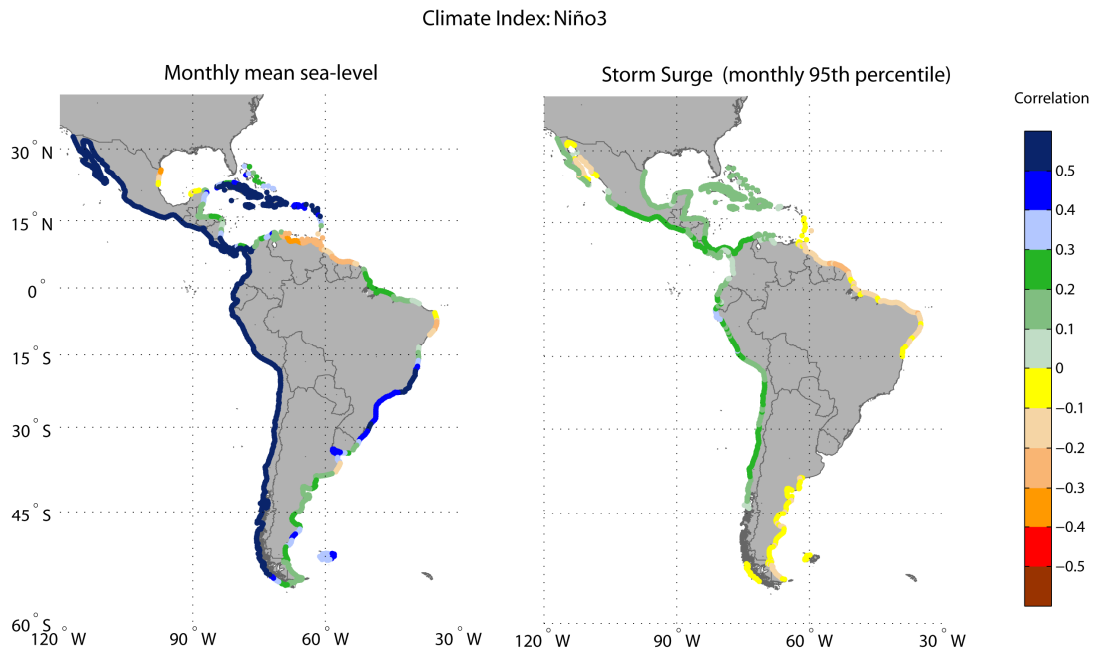 Climate Index: Niño3
Monthly mean sea-level
Storm Surge (monthly 95th percentile)
Correlation
30° N
15° N
0°
15° S
30° S
45° S
60° S
120° W
90° W
60° W
30° W
120° W
90° W
60° W
30° W
0.5
0.4
0.3
0.2
0.1
0
−0.1
−0.2
−0.3
−0.4
−0.5